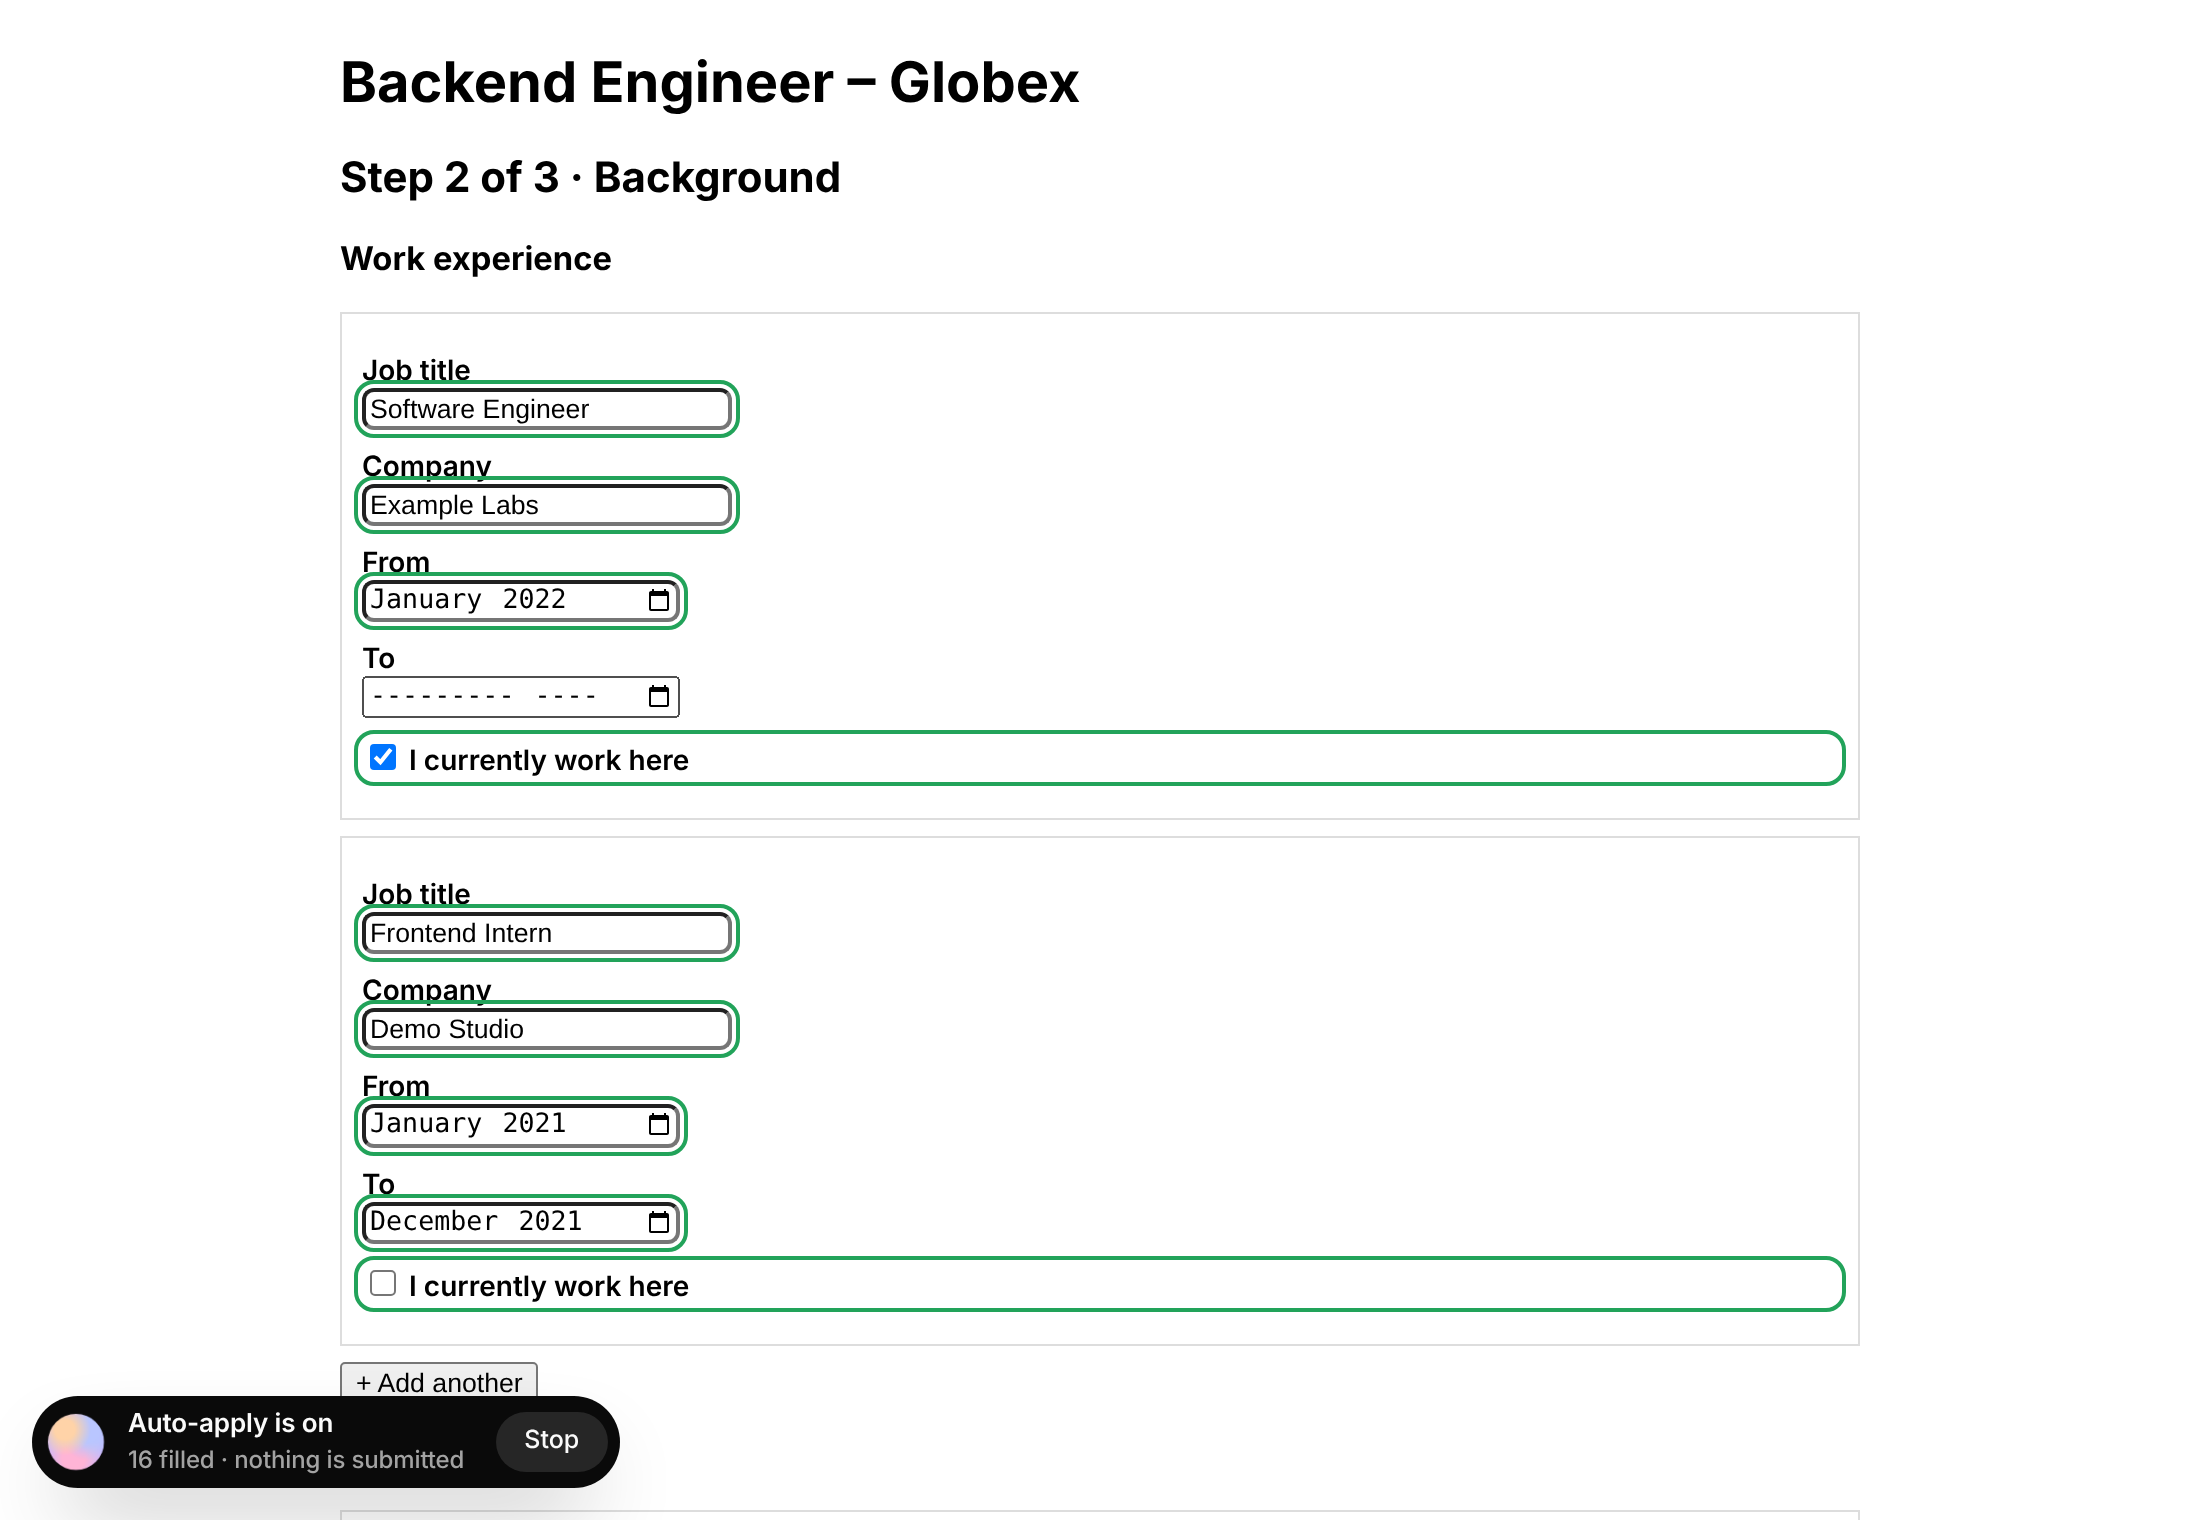 Backend Engineer – Globex
Step 2 of 3 · Background
Work experience
Job title
Software Engineer
Company
Example Labs
From
January 2022
To
--------- ----
I currently work here
Job title
Frontend Intern
Company
Demo Studio
From
January 2021
To
December 2021
I currently work here
+ Add another
Auto-apply is on
16 filled · nothing is submitted
Stop